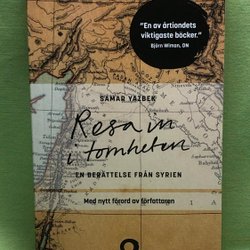 "En av årtiondets
viktigaste böcker."
Björn Wiman, DN
SAMAR YAZBEK
Resa in
i tomheten
EN BERÄTTELSE FRÅN SYRIEN
Med nytt förord av författaren